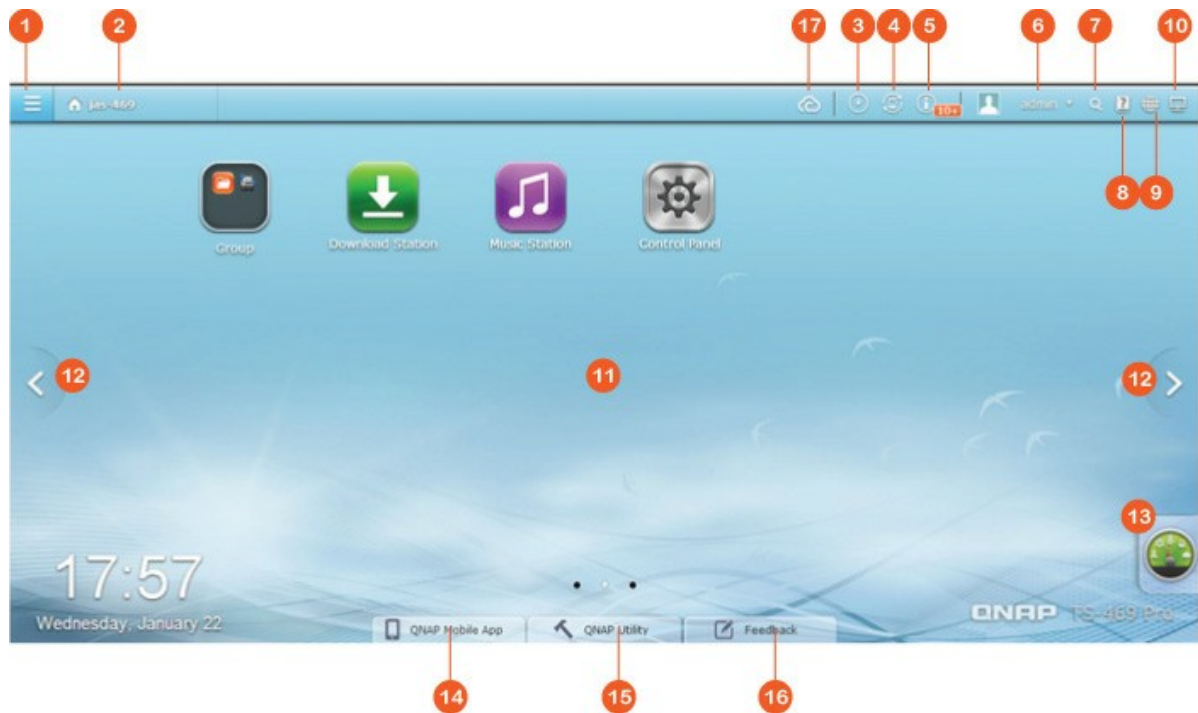 1 2 17 3 4 5 6 7 10
jas-469
10+
admin
?
8 9
Group
Download Station
Music Station
Control Panel
12 11 12
13
17:57
Wednesday, January 22
QNAP TS-469 Pro
QNAP Mobile App
QNAP Utility
Feedback
14 15 16